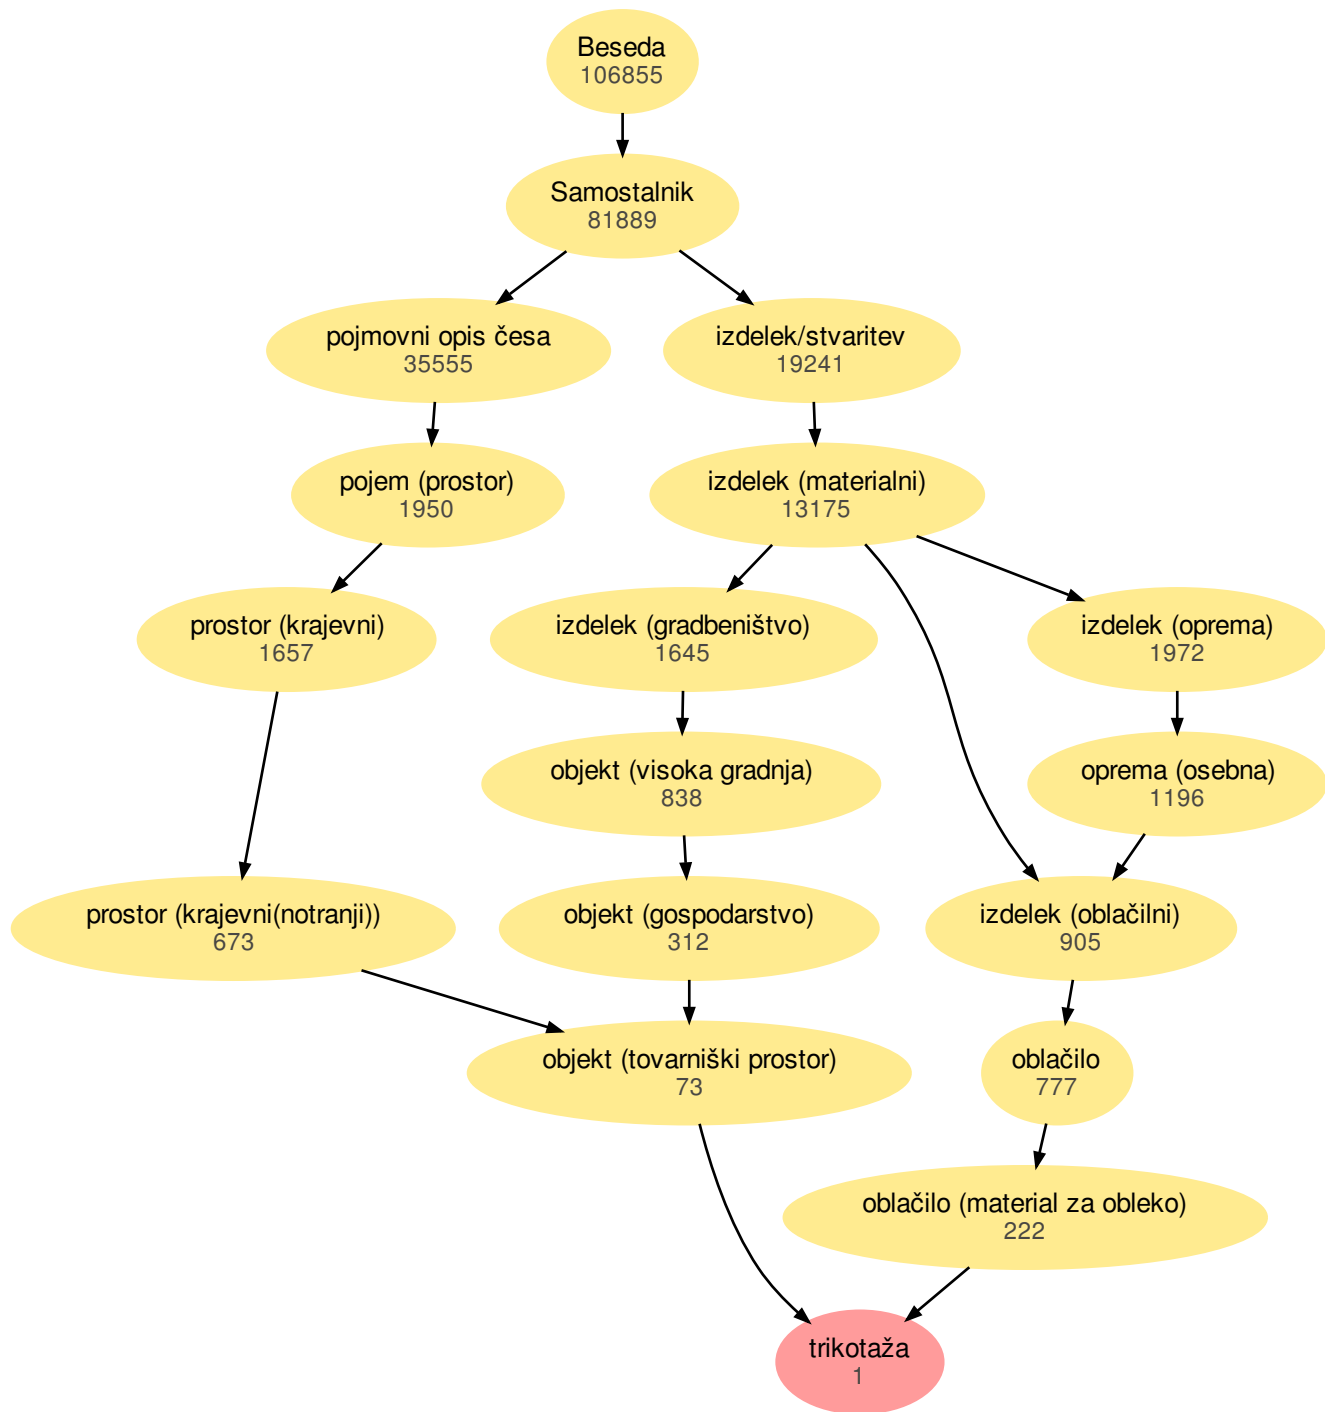 Beseda
106855
Samostalnik
81889
pojmovni opis česa
35555
izdelek/stvaritev
19241
pojem (prostor)
1950
izdelek (materialni)
13175
prostor (krajevni)
1657
izdelek (gradbeništvo)
1645
izdelek (oprema)
1972
objekt (visoka gradnja)
838
oprema (osebna)
1196
prostor (krajevni(notranji))
673
objekt (gospodarstvo)
312
izdelek (oblačilni)
905
objekt (tovarniški prostor)
73
oblačilo
777
oblačilo (material za obleko)
222
trikotaža
1